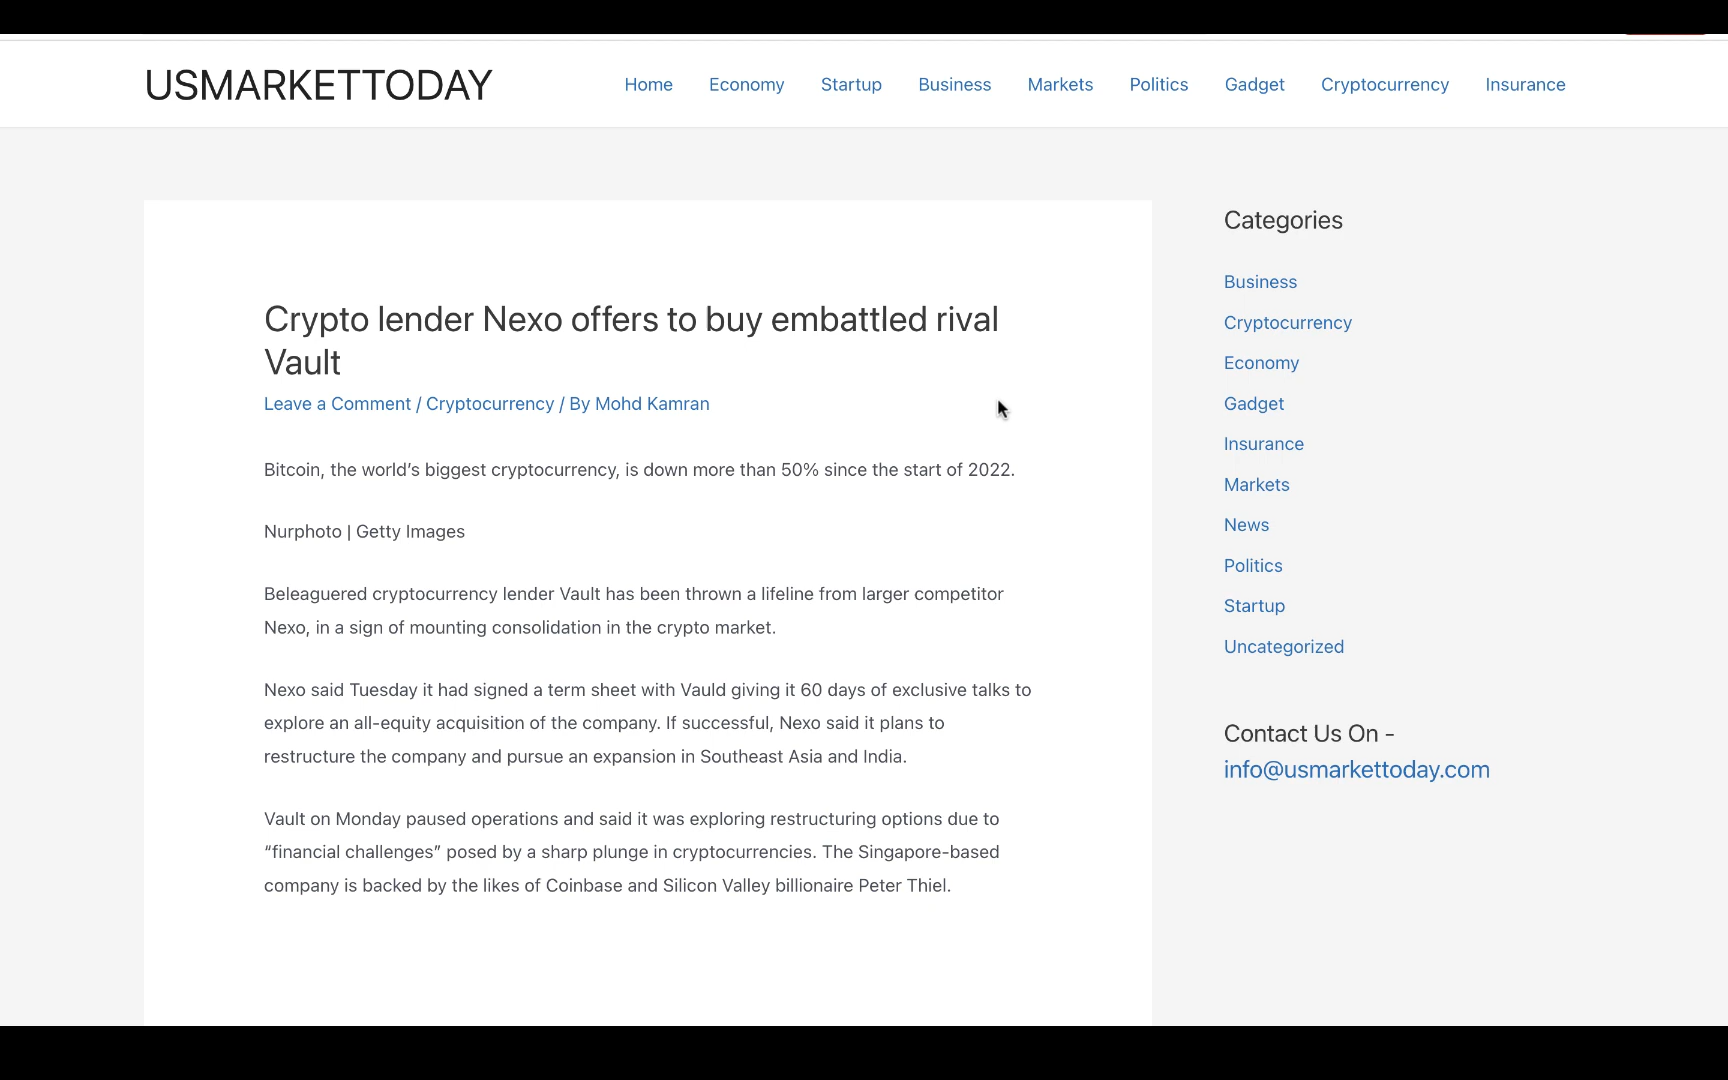 USMARKETTODAY
Home Economy Startup Business Markets Politics Gadget Cryptocurrency Insurance
Crypto lender Nexo offers to buy embattled rival
Vault
Leave a Comment / Cryptocurrency / By Mohd Kamran
Bitcoin, the world’s biggest cryptocurrency, is down more than 50% since the start of 2022.
Nurphoto | Getty Images
Beleaguered cryptocurrency lender Vault has been thrown a lifeline from larger competitor
Nexo, in a sign of mounting consolidation in the crypto market.
Nexo said Tuesday it had signed a term sheet with Vauld giving it 60 days of exclusive talks to
explore an all-equity acquisition of the company. If successful, Nexo said it plans to
restructure the company and pursue an expansion in Southeast Asia and India.
Vault on Monday paused operations and said it was exploring restructuring options due to
“financial challenges” posed by a sharp plunge in cryptocurrencies. The Singapore-based
company is backed by the likes of Coinbase and Silicon Valley billionaire Peter Thiel.
Categories
Business
Cryptocurrency
Economy
Gadget
Insurance
Markets
News
Politics
Startup
Uncategorized
Contact Us On -
info@usmarkettoday.com